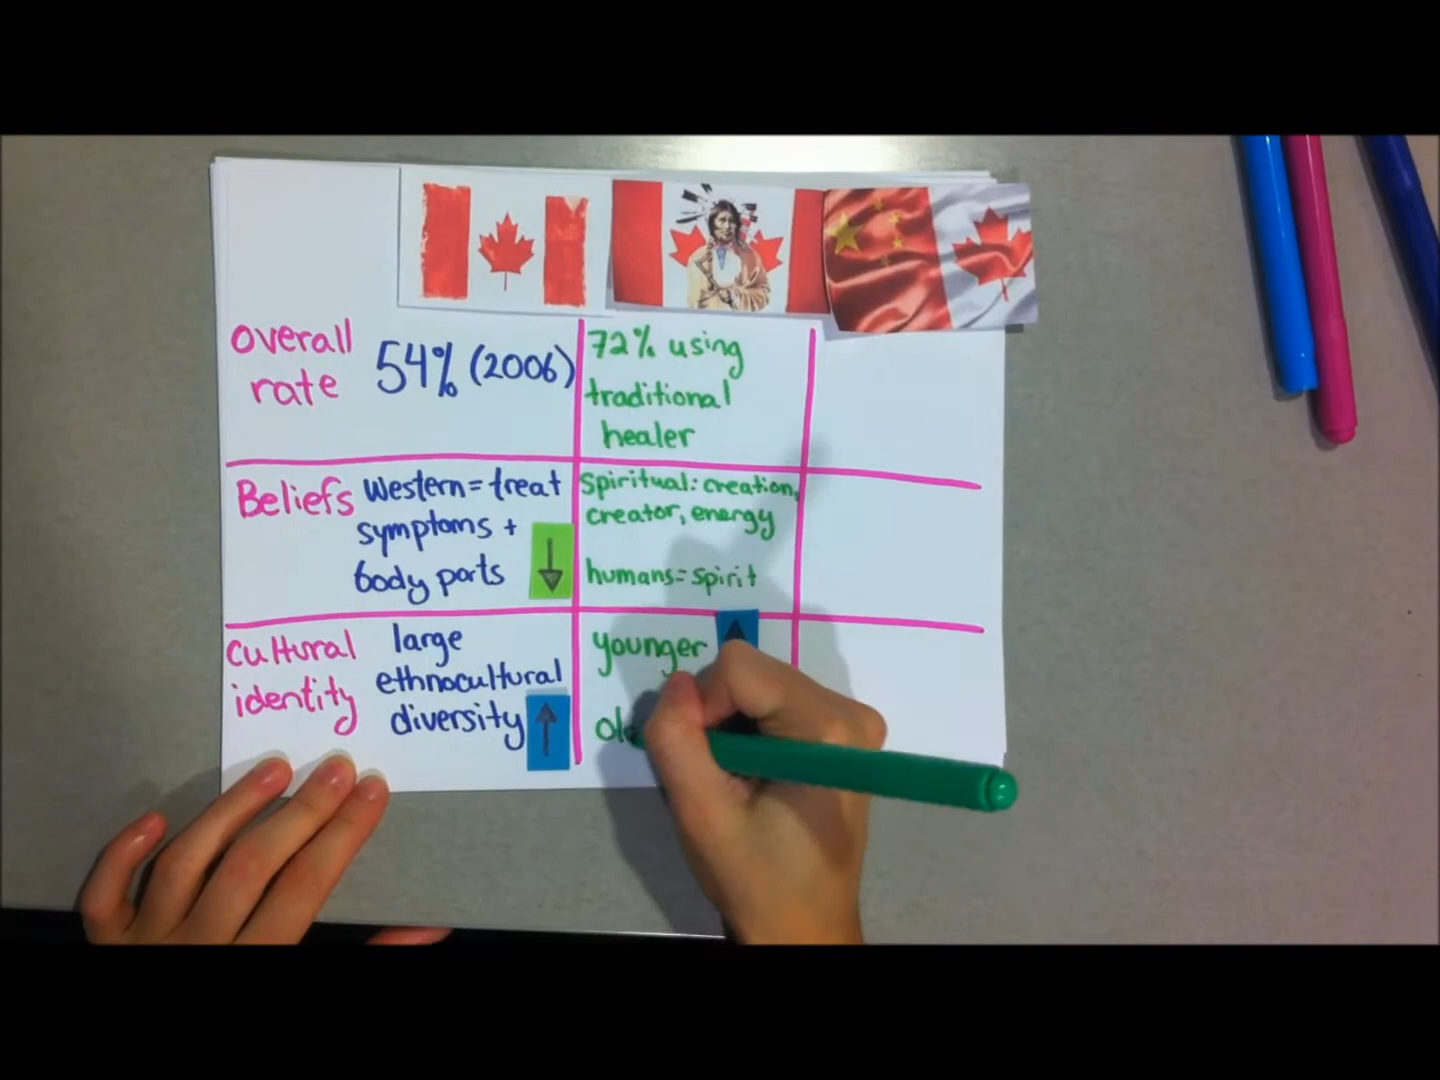 Overall
rate
54% (2006)
72% using
traditional
healer
Beliefs
Western = treat
symptoms +
body parts
Spiritual: creation,
creator, energy
humans = spirit
Cultural
identity
large
ethnocultural
diversity
younger